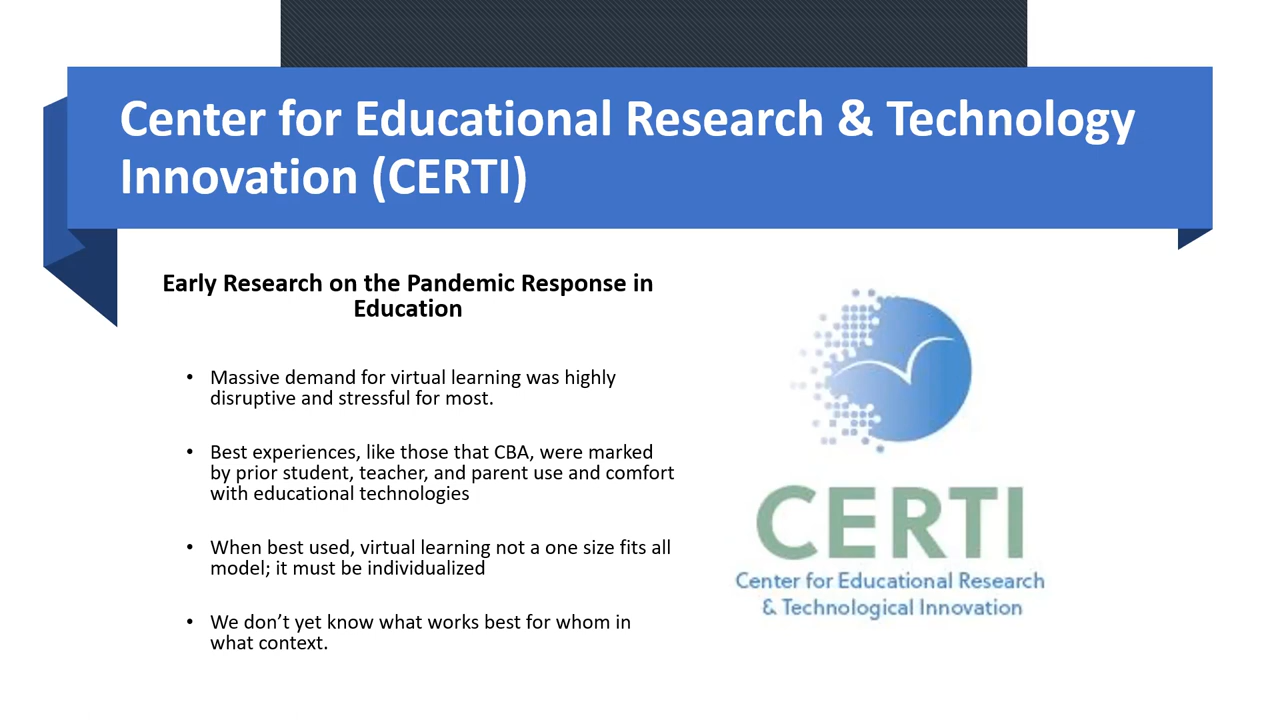 Center for Educational Research & Technology
Innovation (CERTI)
Early Research on the Pandemic Response in
Education
• Massive demand for virtual learning was highly
disruptive and stressful for most.
• Best experiences, like those that CBA, were marked
by prior student, teacher, and parent use and comfort
with educational technologies
• When best used, virtual learning not a one size fits all
model; it must be individualized
• We don’t yet know what works best for whom in
what context.
CERTI
Center for Educational Research
& Technological Innovation